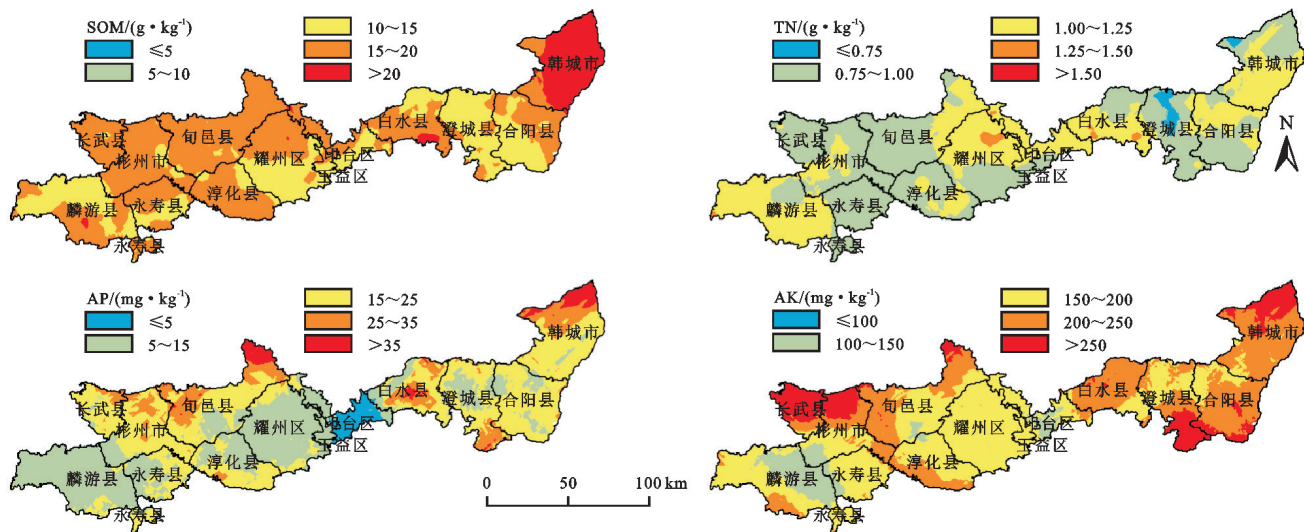 SOM/(g·kg⁻¹)
≤5
5～10
10～15
15～20
>20
韩城市
白水县
澄城县
合阳县
长武县
旬邑县
彬州市
耀州区
印台区
王益区
淳化县
麟游县
永寿县
永寿县
TN/(g·kg⁻¹)
≤0.75
0.75～1.00
1.00～1.25
1.25～1.50
>1.50
韩城市
白水县
澄城县
合阳县
N
长武县
旬邑县
彬州市
耀州区
印台区
王益区
淳化县
麟游县
永寿县
永寿县
AP/(mg·kg⁻¹)
≤5
5～15
15～25
25～35
>35
韩城市
白水县
澄城县
合阳县
长武县
旬邑县
彬州市
耀州区
印台区
王益区
淳化县
麟游县
永寿县
永寿县
0 50 100 km
AK/(mg·kg⁻¹)
≤100
100～150
150～200
200～250
>250
韩城市
白水县
澄城县
合阳县
长武县
旬邑县
彬州市
耀州区
印台区
王益区
淳化县
麟游县
永寿县
永寿县